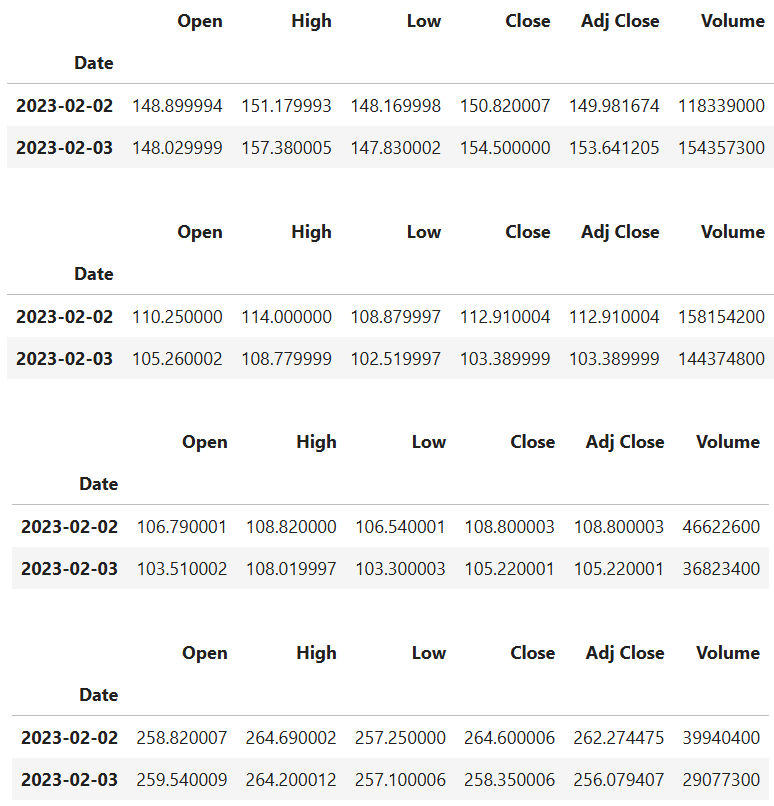 Open High Low Close Adj Close Volume
Date
2023-02-02 148.899994 151.179993 148.169998 150.820007 149.981674 118339000
2023-02-03 148.029999 157.380005 147.830002 154.500000 153.641205 154357300
Open High Low Close Adj Close Volume
Date
2023-02-02 110.250000 114.000000 108.879997 112.910004 112.910004 158154200
2023-02-03 105.260002 108.779999 102.519997 103.389999 103.389999 144374800
Open High Low Close Adj Close Volume
Date
2023-02-02 106.790001 108.820000 106.540001 108.800003 108.800003 46622600
2023-02-03 103.510002 108.019997 103.300003 105.220001 105.220001 36823400
Open High Low Close Adj Close Volume
Date
2023-02-02 258.820007 264.690002 257.250000 264.600006 262.274475 39940400
2023-02-03 259.540009 264.200012 257.100006 258.350006 256.079407 29077300